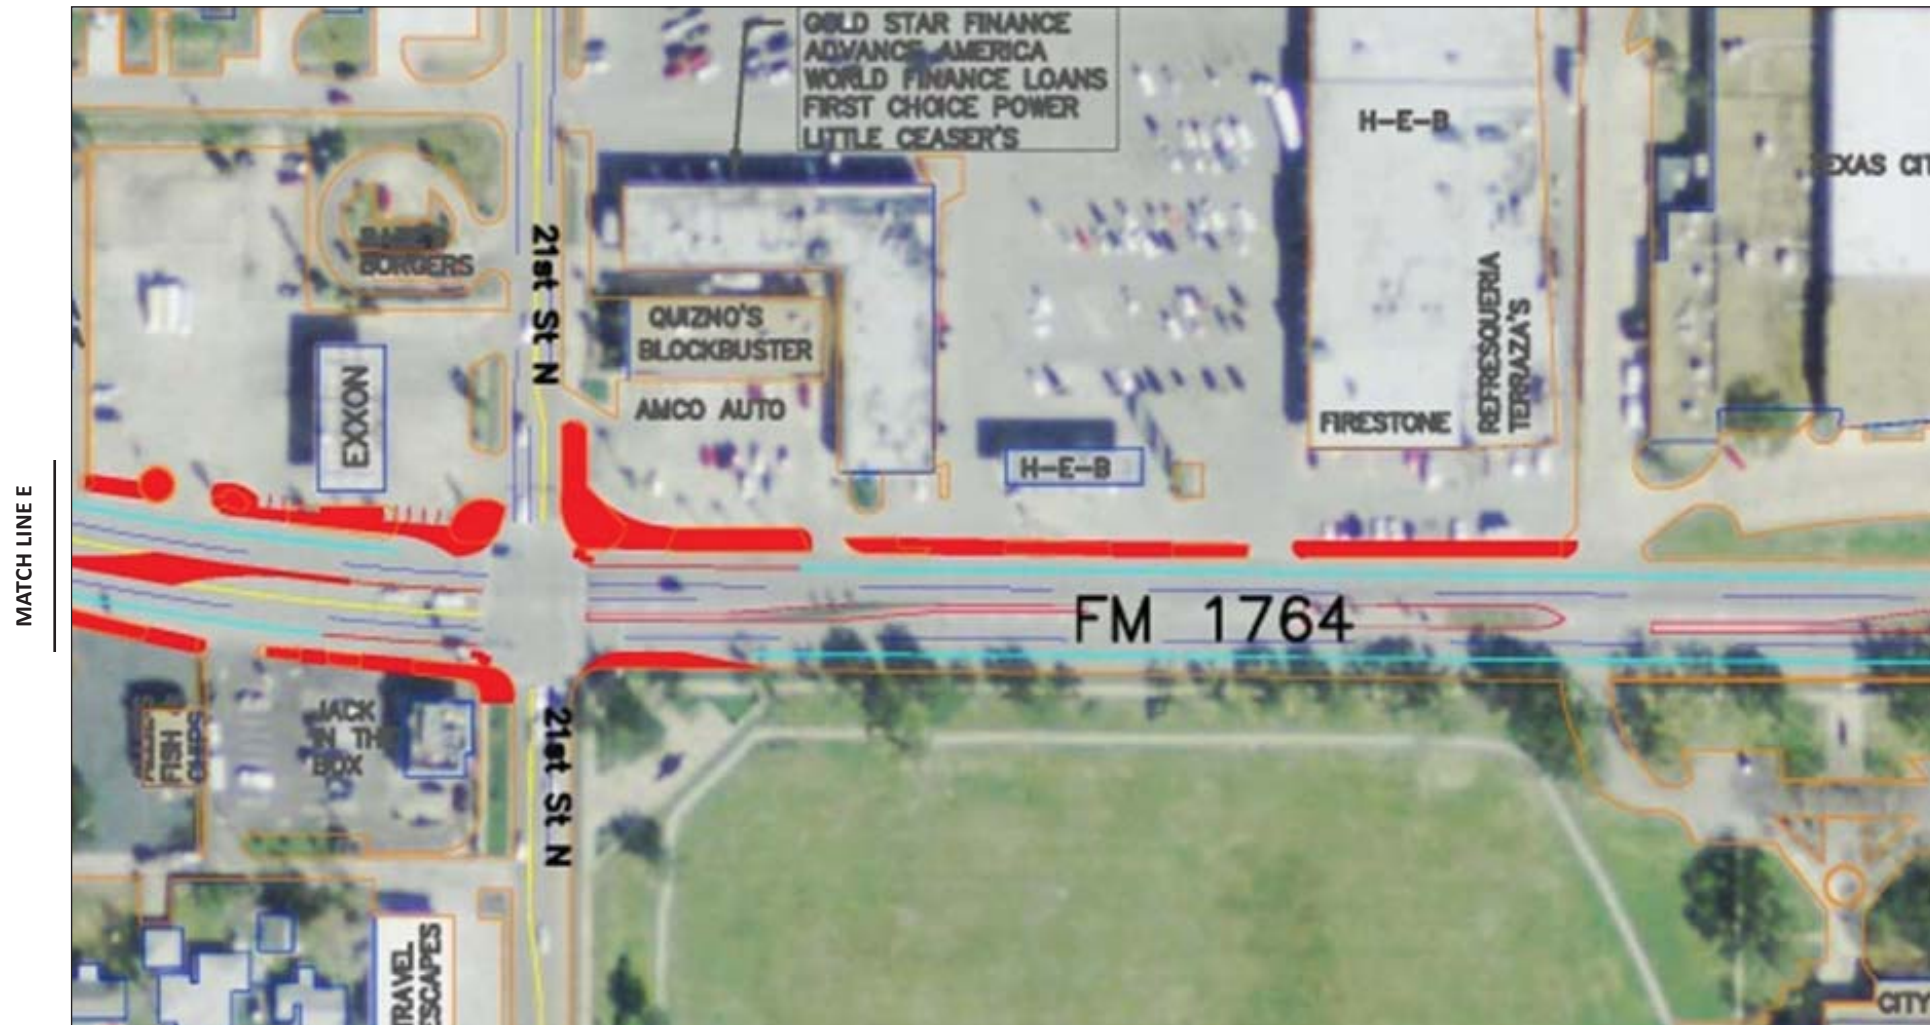 GOLD STAR FINANCE
ADVANCE AMERICA
WORLD FINANCE LOANS
FIRST CHOICE POWER
LITTLE CEASER'S
H-E-B
TEXAS CIT
BORGERS
21st St N
QUIZNO'S
BLOCKBUSTER
EXXON
AMCO AUTO
REFRESQUERIA
TERRAZA'S
FIRESTONE
H-E-B
MATCH LINE E
FM 1764
JACK
IN THE
BOX
FISH
21st St N
TRAVEL
ESCAPES
CITY